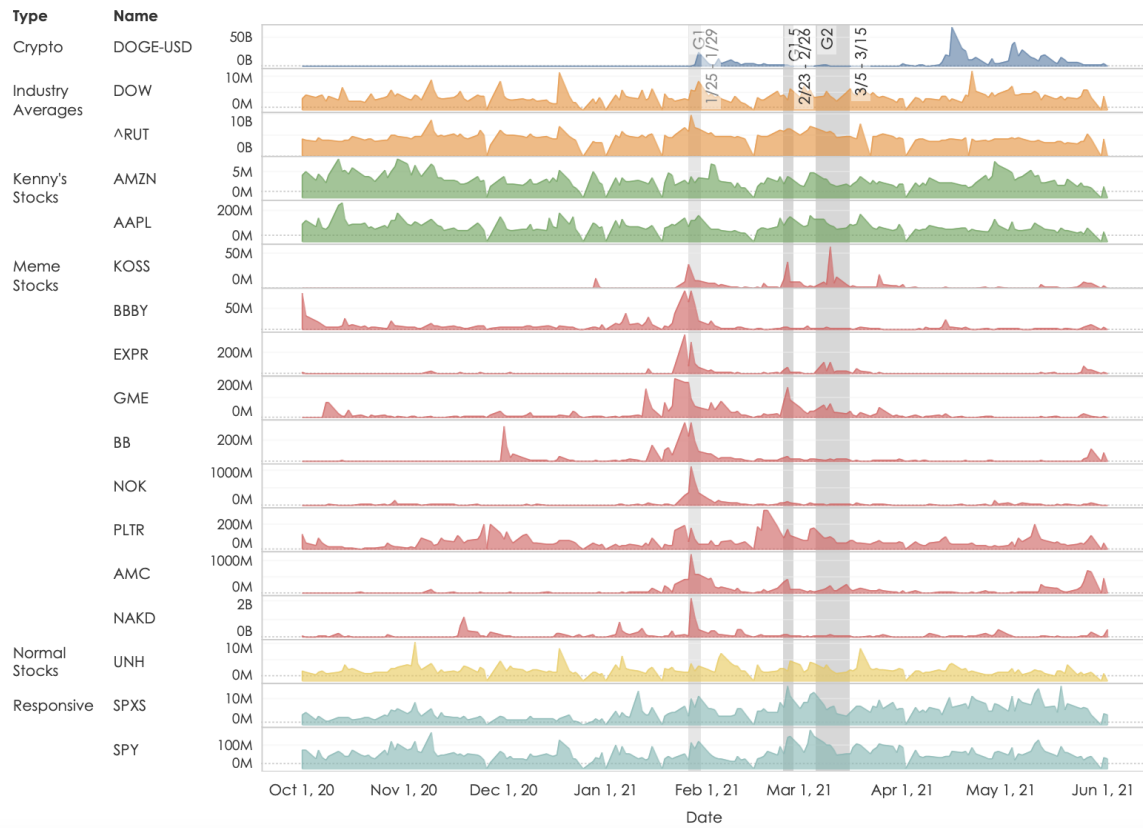 Type Name
Crypto DOGE-USD 50B 0B
Industry Averages DOW 10M 0M
^RUT 10B 0B
Kenny's Stocks AMZN 5M 0M
AAPL 200M 0M
Meme Stocks KOSS 50M 0M
BBBY 50M
EXPR 200M
GME 200M 0M
BB 200M
NOK 1000M 0M
PLTR 200M 0M
AMC 1000M 0M
NAKD 2B 0B
Normal Stocks UNH 10M 0M
Responsive SPXS 10M 0M
SPY 100M 0M
G1
1/25 - 1/29
G1.5
2/23 - 2/26
G2
3/5 - 3/15
Oct 1, 20 Nov 1, 20 Dec 1, 20 Jan 1, 21 Feb 1, 21 Mar 1, 21 Apr 1, 21 May 1, 21 Jun 1, 21
Date